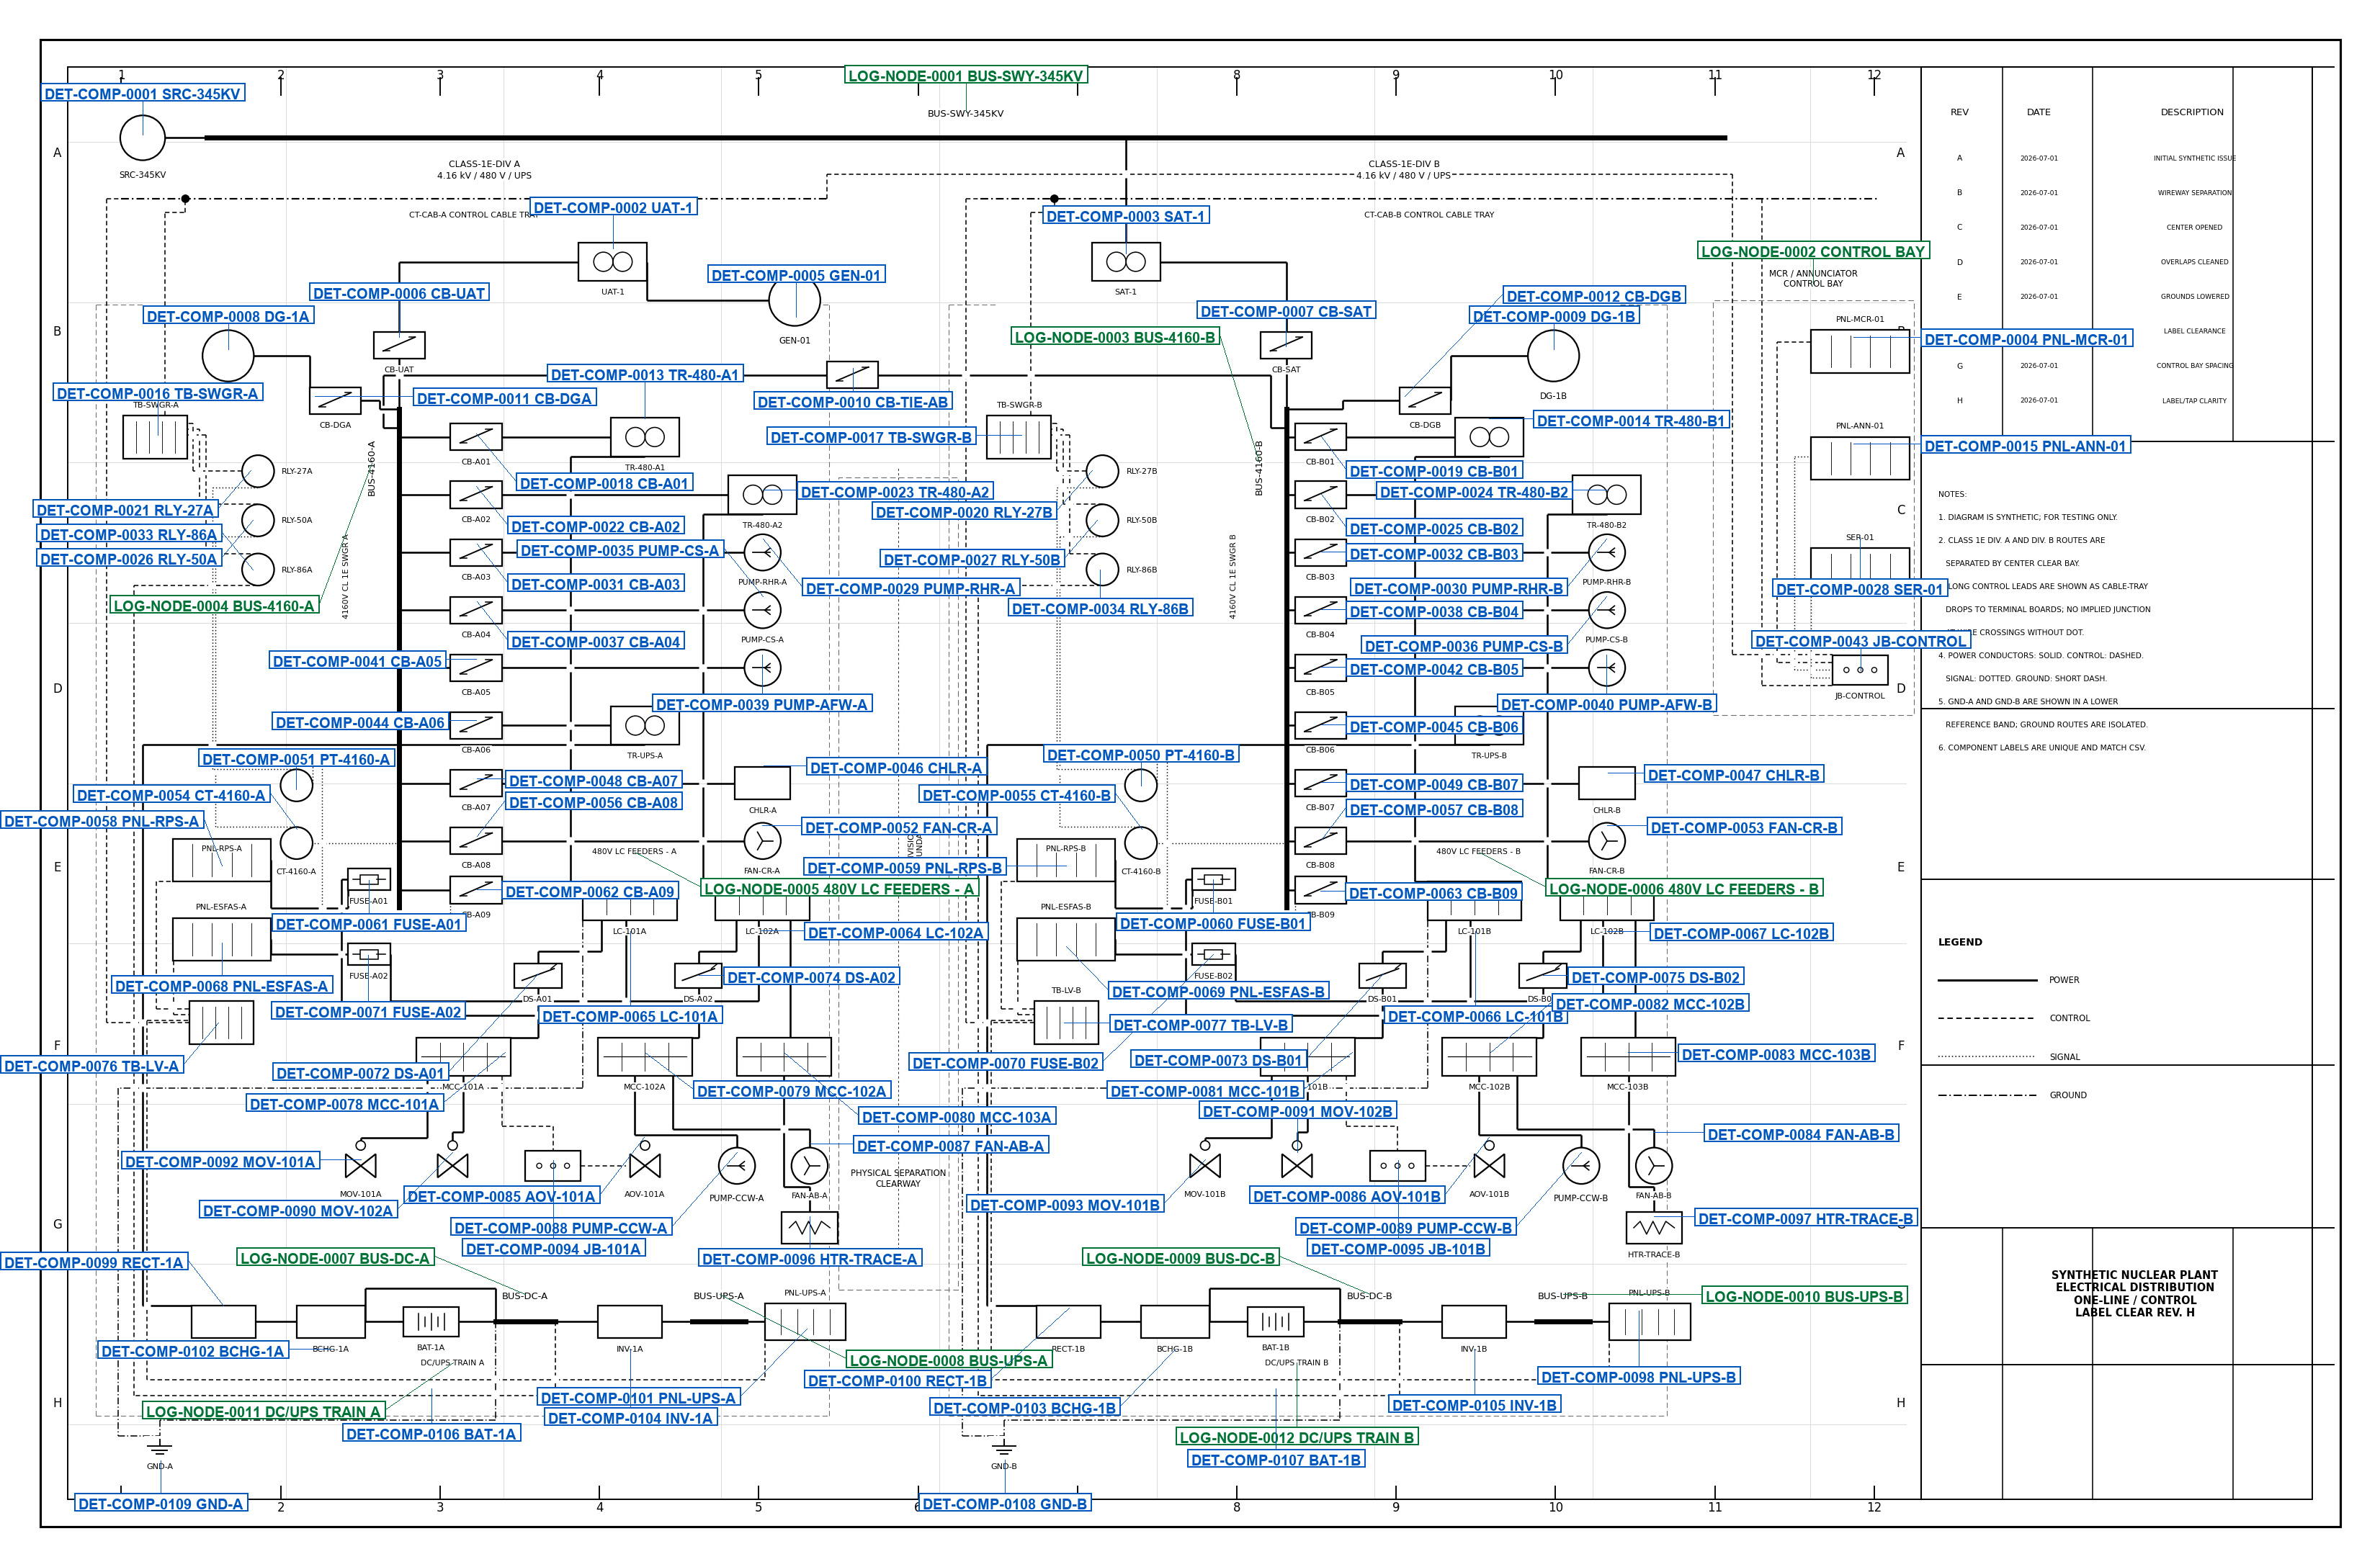 1 2 3 4 5 8 9 10 11 12
LOG-NODE-0001 BUS-SWY-345KV
DET-COMP-0001 SRC-345KV
BUS-SWY-345KV
REV DATE DESCRIPTION
A A
A 2026-07-01 INITIAL SYNTHETIC ISSUE
SRC-345KV
CLASS-1E-DIV A
4.16 kV / 480 V / UPS
CLASS-1E-DIV B
4.16 kV / 480 V / UPS
B 2026-07-01 WIREWAY SEPARATION
DET-COMP-0002 UAT-1
DET-COMP-0003 SAT-1
CT-CAB-A CONTROL CABLE
CT-CAB-B CONTROL CABLE TRAY
C 2026-07-01 CENTER OPENED
LOG-NODE-0002 CONTROL BAY
D 2026-07-01 OVERLAPS CLEANED
DET-COMP-0005 GEN-01
MCR / ANNUNCIATOR
CONTROL BAY
DET-COMP-0006 CB-UAT
UAT-1
SAT-1
DET-COMP-0012 CB-DGB
E 2026-07-01 GROUNDS LOWERED
DET-COMP-0008 DG-1A
DET-COMP-0007 CB-SAT
DET-COMP-0009 DG-1B
PNL-MCR-01
B
LABEL CLEARANCE
GEN-01
LOG-NODE-0003 BUS-4160-B
DET-COMP-0004 PNL-MCR-01
CB-UAT
DET-COMP-0013 TR-480-A1
CB-SAT
G 2026-07-01 CONTROL BAY SPACING
DET-COMP-0016 TB-SWGR-A
DET-COMP-0011 CB-DGA
DET-COMP-0010 CB-TIE-AB
DG-1B
H 2026-07-01 LABEL/TAP CLARITY
TB-SWGR-A
TB-SWGR-B
CB-DGA
CB-DGB
DET-COMP-0014 TR-480-B1
PNL-ANN-01
DET-COMP-0017 TB-SWGR-B
DET-COMP-0015 PNL-ANN-01
BUS-4160-A
BUS-4160-B
CB-A01
TR-480-A1
CB-B01
RLY-27A
RLY-27B
DET-COMP-0018 CB-A01
DET-COMP-0019 CB-B01
DET-COMP-0023 TR-480-A2
DET-COMP-0024 TR-480-B2
NOTES:
DET-COMP-0021 RLY-27A
DET-COMP-0020 RLY-27B
C
1. DIAGRAM IS SYNTHETIC; FOR TESTING ONLY.
RLY-50A
CB-A02
DET-COMP-0022 CB-A02
TR-480-A2
RLY-50B
CB-B02
DET-COMP-0025 CB-B02
TR-480-B2
DET-COMP-0033 RLY-86A
2. CLASS 1E DIV. A AND DIV. B ROUTES ARE
SER-01
DET-COMP-0026 RLY-50A
DET-COMP-0035 PUMP-CS-A
DET-COMP-0027 RLY-50B
DET-COMP-0032 CB-B03
SEPARATED BY CENTER CLEAR BAY.
RLY-86A
RLY-86B
4160V CL 1E SWGR A
4160V CL 1E SWGR B
CB-A03
DET-COMP-0031 CB-A03
PUMP-RHR-A
DET-COMP-0029 PUMP-RHR-A
CB-B03
DET-COMP-0030 PUMP-RHR-B
PUMP-RHR-B
DET-COMP-0028 SER-01
LONG CONTROL LEADS ARE SHOWN AS CABLE-TRAY
LOG-NODE-0004 BUS-4160-A
DET-COMP-0034 RLY-86B
DET-COMP-0038 CB-B04
DROPS TO TERMINAL BOARDS; NO IMPLIED JUNCTION
CB-A04
DET-COMP-0037 CB-A04
PUMP-CS-A
CB-B04
DET-COMP-0036 PUMP-CS-B
PUMP-CS-B
DET-COMP-0043 JB-CONTROL
CROSSINGS WITHOUT DOT.
DET-COMP-0041 CB-A05
DET-COMP-0042 CB-B05
4. POWER CONDUCTORS: SOLID. CONTROL: DASHED.
SIGNAL: DOTTED. GROUND: SHORT DASH.
D D
CB-A05
CB-B05
JB-CONTROL
DET-COMP-0039 PUMP-AFW-A
DET-COMP-0040 PUMP-AFW-B
5. GND-A AND GND-B ARE SHOWN IN A LOWER
DET-COMP-0044 CB-A06
DET-COMP-0045 CB-B06
REFERENCE BAND; GROUND ROUTES ARE ISOLATED.
CB-A06
TR-UPS-A
CB-B06
TR-UPS-B
6. COMPONENT LABELS ARE UNIQUE AND MATCH CSV.
DET-COMP-0051 PT-4160-A
DET-COMP-0050 PT-4160-B
DET-COMP-0046 CHLR-A
DET-COMP-0047 CHLR-B
DET-COMP-0048 CB-A07
DET-COMP-0049 CB-B07
DET-COMP-0054 CT-4160-A
DET-COMP-0055 CT-4160-B
CB-A07
DET-COMP-0056 CB-A08
CHLR-A
CB-B07
DET-COMP-0057 CB-B08
CHLR-B
DET-COMP-0058 PNL-RPS-A
DET-COMP-0052 FAN-CR-A
DET-COMP-0053 FAN-CR-B
PNL-RPS-A
480V LC FEEDERS - A
PNL-RPS-B
480V LC FEEDERS - B
E E
CT-4160-A
CB-A08
FAN-CR-A
DET-COMP-0059 PNL-RPS-B
CT-4160-B
CB-B08
FAN-CR-B
DET-COMP-0062 CB-A09
LOG-NODE-0005 480V LC FEEDERS - A
DET-COMP-0063 CB-B09
LOG-NODE-0006 480V LC FEEDERS - B
FUSE-A01
FUSE-B01
PNL-ESFAS-A
CB-A09
PNL-ESFAS-B
B-B09
DET-COMP-0061 FUSE-A01
DET-COMP-0060 FUSE-B01
LC-101A
LC-102A
DET-COMP-0064 LC-102A
LC-101B
LC-102B
DET-COMP-0067 LC-102B
LEGEND
FUSE-A02
FUSE-B02
DET-COMP-0074 DS-A02
DET-COMP-0075 DS-B02
POWER
DET-COMP-0068 PNL-ESFAS-A
DET-COMP-0069 PNL-ESFAS-B
TB-LV-B
DS-A01
DS-A02
DS-B01
DS-B0
DET-COMP-0082 MCC-102B
DET-COMP-0071 FUSE-A02
DET-COMP-0065 LC-101A
DET-COMP-0066 LC-101B
CONTROL
DET-COMP-0077 TB-LV-B
F F
DET-COMP-0076 TB-LV-A
DET-COMP-0070 FUSE-B02
DET-COMP-0073 DS-B01
DET-COMP-0083 MCC-103B
SIGNAL
DET-COMP-0072 DS-A01
MCC-101A
MCC-102A
DET-COMP-0079 MCC-102A
DET-COMP-0081 MCC-101B
101B
MCC-102B
MCC-103B
GROUND
DET-COMP-0078 MCC-101A
DET-COMP-0080 MCC-103A
DET-COMP-0091 MOV-102B
DET-COMP-0087 FAN-AB-A
DET-COMP-0084 FAN-AB-B
DET-COMP-0092 MOV-101A
PHYSICAL SEPARATION
CLEARWAY
MOV-101A
DET-COMP-0085 AOV-101A
AOV-101A
PUMP-CCW-A
FAN-AB-A
MOV-101B
DET-COMP-0086 AOV-101B
AOV-101B
PUMP-CCW-B
FAN-AB-B
DET-COMP-0090 MOV-102A
DET-COMP-0093 MOV-101B
G
DET-COMP-0088 PUMP-CCW-A
DET-COMP-0089 PUMP-CCW-B
DET-COMP-0097 HTR-TRACE-B
DET-COMP-0094 JB-101A
DET-COMP-0095 JB-101B
HTR-TRACE-B
DET-COMP-0099 RECT-1A
LOG-NODE-0007 BUS-DC-A
DET-COMP-0096 HTR-TRACE-A
LOG-NODE-0009 BUS-DC-B
SYNTHETIC NUCLEAR PLANT
ELECTRICAL DISTRIBUTION
ONE-LINE / CONTROL
LABEL CLEAR REV. H
BUS-DC-A
BUS-UPS-A
PNL-UPS-A
BUS-DC-B
BUS-UPS-B
PNL-UPS-B
LOG-NODE-0010 BUS-UPS-B
DET-COMP-0102 BCHG-1A
BCHG-1A
BAT-1A
INV-1A
RECT-1B
BCHG-1B
BAT-1B
INV-1B
DC/UPS TRAIN A
LOG-NODE-0008 BUS-UPS-A
DC/UPS TRAIN B
DET-COMP-0100 RECT-1B
DET-COMP-0098 PNL-UPS-B
DET-COMP-0101 PNL-UPS-A
H H
LOG-NODE-0011 DC/UPS TRAIN A
DET-COMP-0104 INV-1A
DET-COMP-0103 BCHG-1B
DET-COMP-0105 INV-1B
DET-COMP-0106 BAT-1A
LOG-NODE-0012 DC/UPS TRAIN B
DET-COMP-0107 BAT-1B
GND-A
GND-B
DET-COMP-0109 GND-A
DET-COMP-0108 GND-B
2 3 4 5 8 9 10 11 12